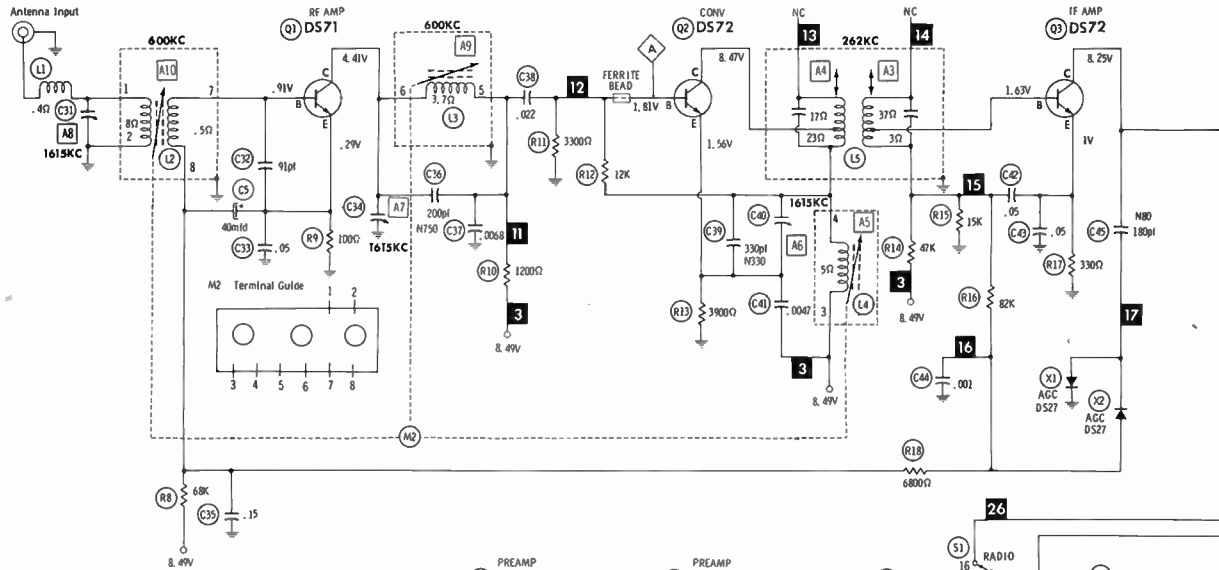 Antenna Input
RF AMP
Q1 DS71
CONV
Q2 DS72
IF AMP
Q3 DS72
NC
NC
13
14
600KC
600KC
262KC
A10
A9
A4
A3
A
L1
.4Ω
C31
A8
1615KC
1
8Ω
2
L2
7
.5Ω
8
.91V
B
C
E
4.41V
.29V
6
3.7Ω
5
L3
C38
.022
12
FERRITE
BEAD
1.81V
B
C
E
8.47V
1.56V
17Ω
23Ω
37Ω
3Ω
L5
1.63V
B
C
E
8.25V
1V
R11
3300Ω
R12
12K
C32
91pf
C5
+
40mfd
C33
.05
R9
100Ω
C34
A7
1615KC
C36
200pf
N750
C37
.0068
11
R10
1200Ω
3
8.49V
C39
330pf
N330
C40
A6
1615KC
A5
4
5Ω
3
L4
R13
3900Ω
C41
.0047
3
8.49V
15
C42
.05
R15
15K
C43
.05
R14
47K
3
8.49V
R16
82K
R17
330Ω
N80
C45
180pf
17
16
C44
.001
X1
AGC
DS27
X2
AGC
DS27
M2 Terminal Guide
1 2
3 4 5 6 7 8
M2
R18
6800Ω
R8
68K
C35
.15
8.49V
26
S1
RADIO
16
PREAMP
PREAMP